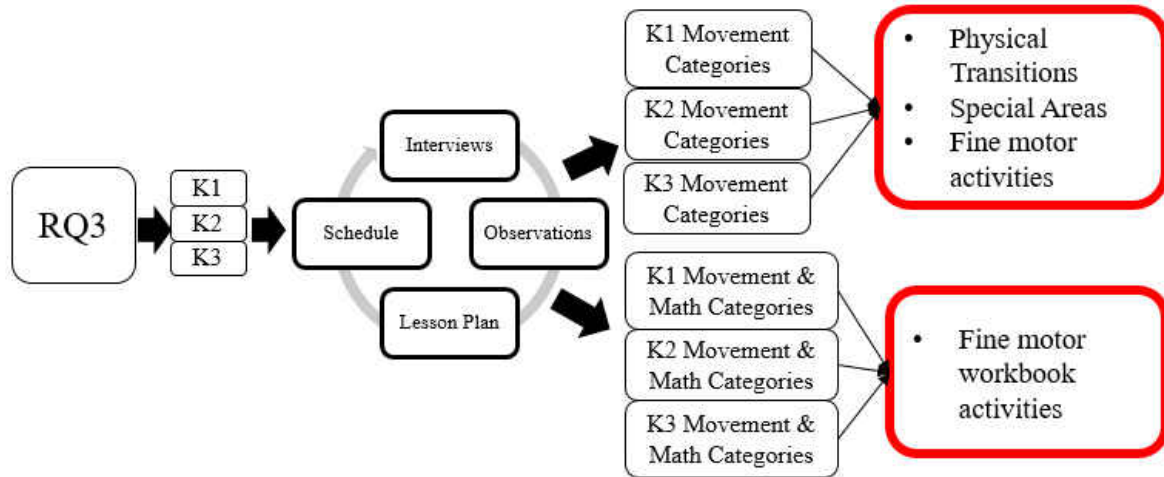 RQ3
K1
K2
K3
Interviews
Schedule
Observations
Lesson Plan
K1 Movement
Categories
K2 Movement
Categories
K3 Movement
Categories
• Physical
Transitions
• Special Areas
• Fine motor
activities
K1 Movement &
Math Categories
K2 Movement &
Math Categories
K3 Movement &
Math Categories
• Fine motor
workbook
activities